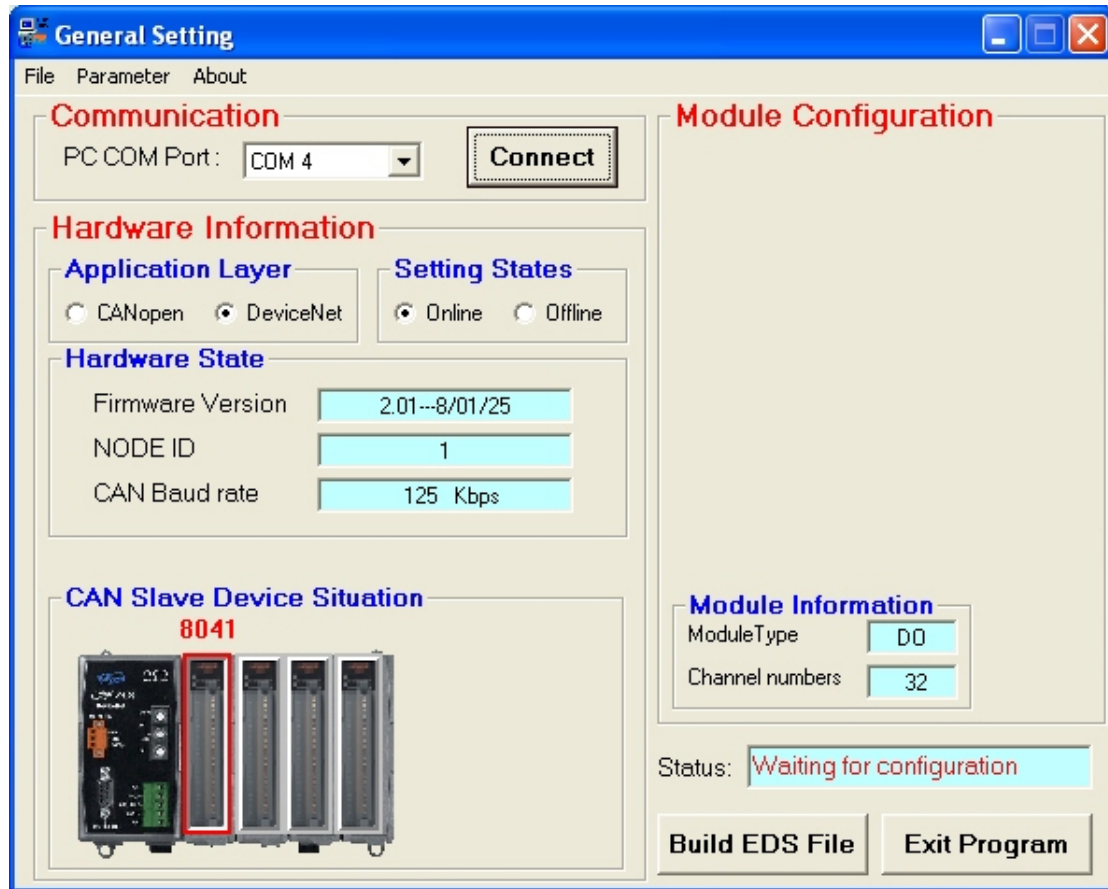 General Setting
File Parameter About
Communication
PC COM Port : COM 4 Connect
Hardware Information
Application Layer
CANopen DeviceNet
Setting States
Online Offline
Hardware State
Firmware Version 2.01---8/01/25
NODE ID 1
CAN Baud rate 125 Kbps
CAN Slave Device Situation
8041
Module Configuration
Module Information
ModuleType DO
Channel numbers 32
Status: Waiting for configuration
Build EDS File Exit Program